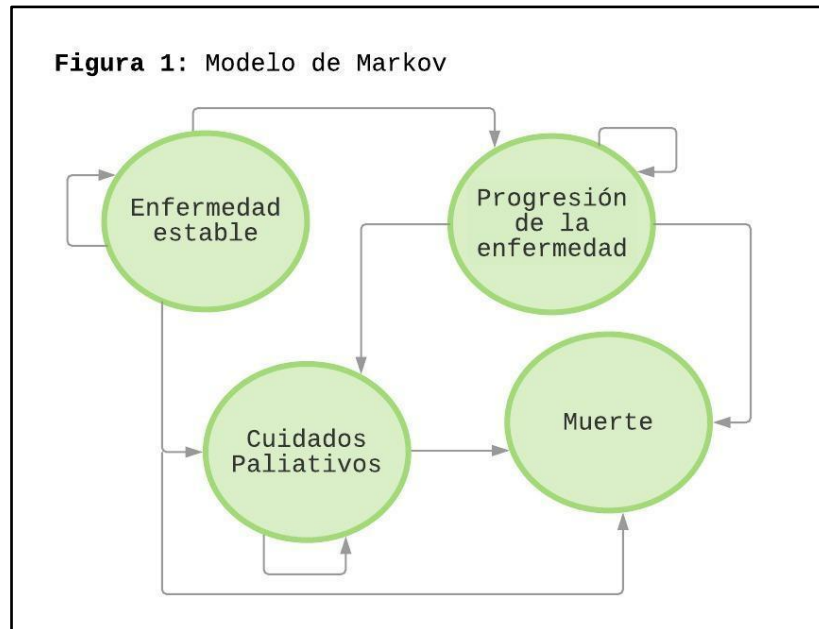 Figura 1: Modelo de Markov
Enfermedad
estable
Progresión
de la
enfermedad
Cuidados
Paliativos
Muerte